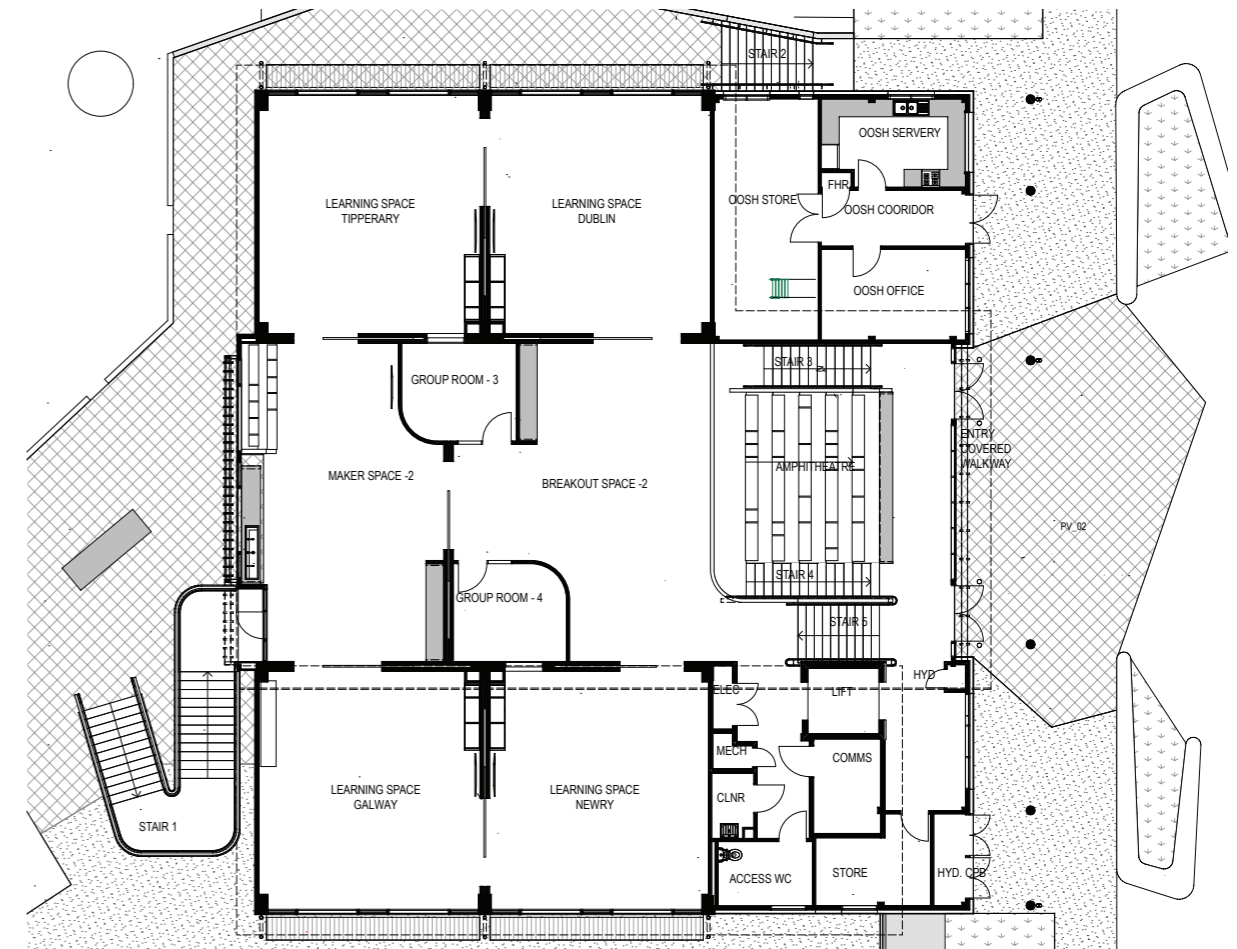 STAIR 2
OOSH SERVERY
FHR
LEARNING SPACE
TIPPERARY
LEARNING SPACE
DUBLIN
OOSH STORE
OOSH COORIDOR
OOSH OFFICE
STAIR 3
GROUP ROOM - 3
ENTRY
COVERED
WALKWAY
AMPHITHEATRE
MAKER SPACE -2
BREAKOUT SPACE -2
PV_02
STAIR 4
GROUP ROOM - 4
STAIR 5
HYD
ELEC
LIFT
MECH
COMMS
LEARNING SPACE
GALWAY
LEARNING SPACE
NEWRY
CLNR
STAIR 1
ACCESS WC
STORE
HYD. CPB